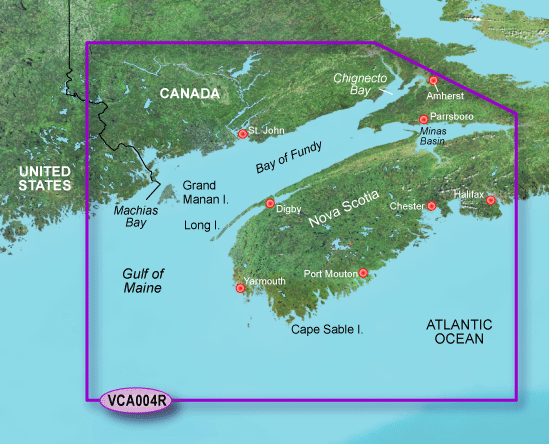 Chignecto
Bay
CANADA
Amherst
Parrsboro
St. John
Minas
Basin
Bay of Fundy
UNITED
STATES
Grand
Manan I.
Machias
Bay
Long I.
Digby
Nova Scotia
Chester
Halifax
Gulf of
Maine
Yarmouth
Port Mouton
Cape Sable I.
ATLANTIC
OCEAN
VCA004R